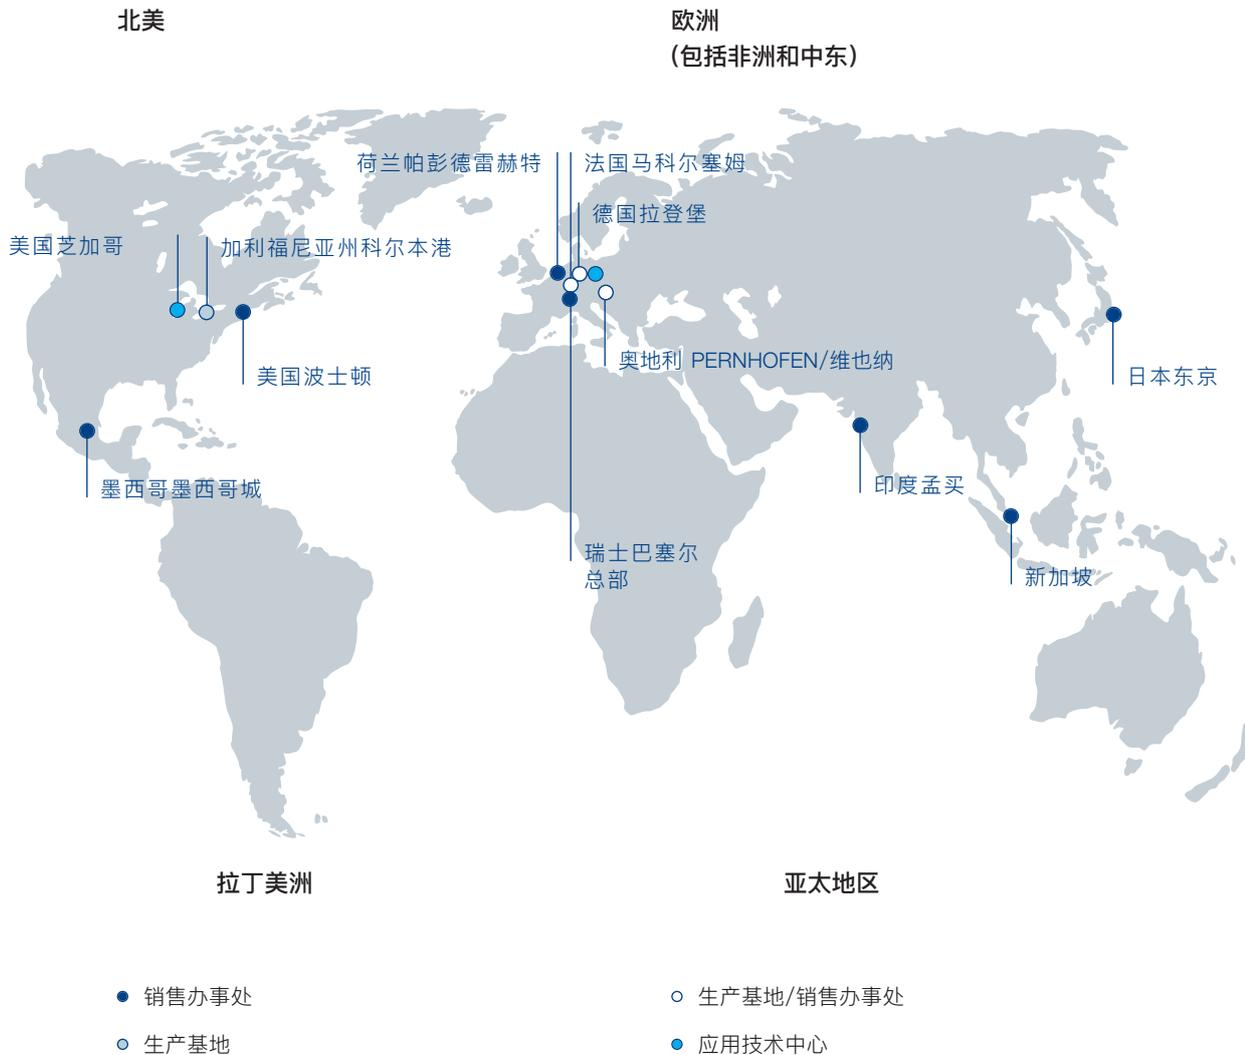 北美
欧洲
(包括非洲和中东)
荷兰帕彭德雷赫特
法国马科尔塞姆
德国拉登堡
美国芝加哥
加利福尼亚州科尔本港
奥地利 PERNHOFEN/维也纳
美国波士顿
日本东京
墨西哥墨西哥城
印度孟买
瑞士巴塞尔
总部
新加坡
拉丁美洲
亚太地区
销售办事处
生产基地/销售办事处
生产基地
应用技术中心